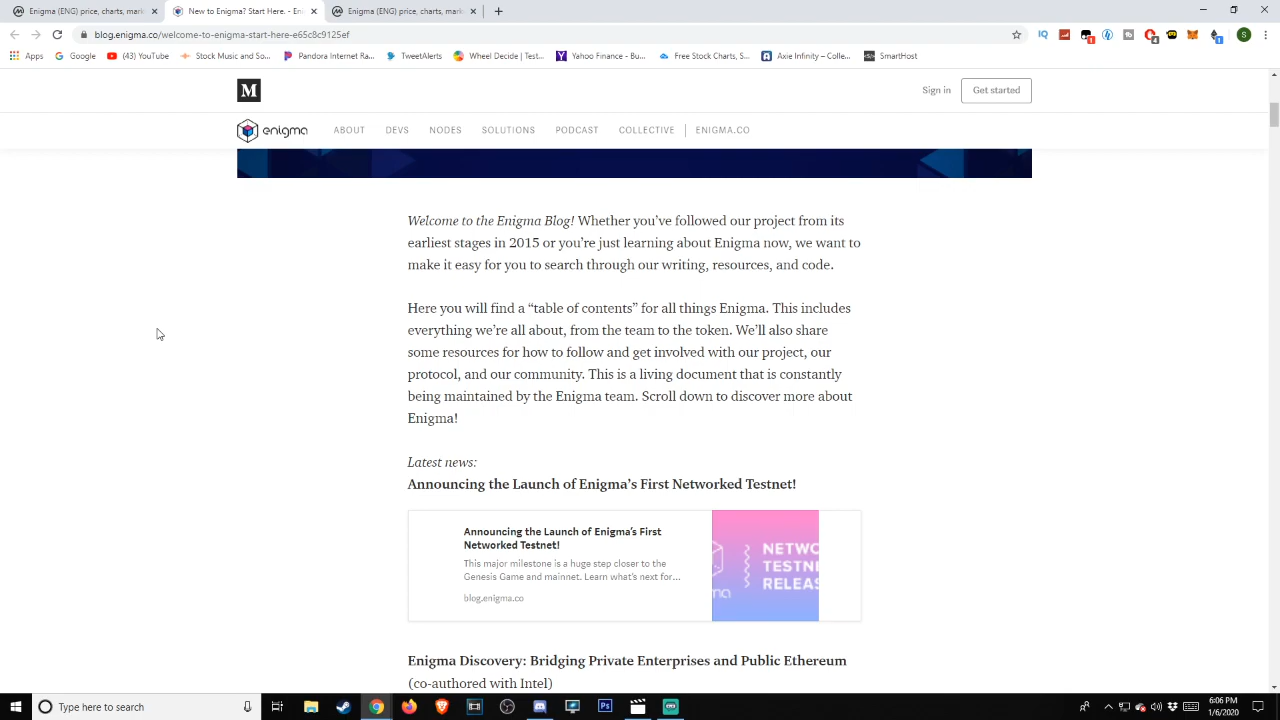 Enigma (ENG) price, charts, mark
New to Enigma? Start Here. - Eni
Enigma (ENG) price, charts, mark
blog.enigma.co/welcome-to-enigma-start-here-e65c8c9125ef
Apps
Google
(43) YouTube
Stock Music and So...
Pandora Internet Ra...
TweetAlerts
Wheel Decide | Test...
Yahoo Finance - Bu...
Free Stock Charts, S...
Axie Infinity – Colle...
SmartHost
M
Sign in
Get started
enigma
ABOUT
DEVS
NODES
SOLUTIONS
PODCAST
COLLECTIVE
ENIGMA.CO
Welcome to the Enigma Blog! Whether you’ve followed our project from its
earliest stages in 2015 or you’re just learning about Enigma now, we want to
make it easy for you to search through our writing, resources, and code.
Here you will find a “table of contents” for all things Enigma. This includes
everything we’re all about, from the team to the token. We’ll also share
some resources for how to follow and get involved with our project, our
protocol, and our community. This is a living document that is constantly
being maintained by the Enigma team. Scroll down to discover more about
Enigma!
Latest news:
Announcing the Launch of Enigma’s First Networked Testnet!
Announcing the Launch of Enigma’s First
Networked Testnet!
This major milestone is a huge step closer to the
Genesis Game and mainnet. Learn what’s next for...
blog.enigma.co
NETWO
TESTNE
RELEAS
Enigma Discovery: Bridging Private Enterprises and Public Ethereum
(co-authored with Intel)
Type here to search
6:06 PM
1/6/2020